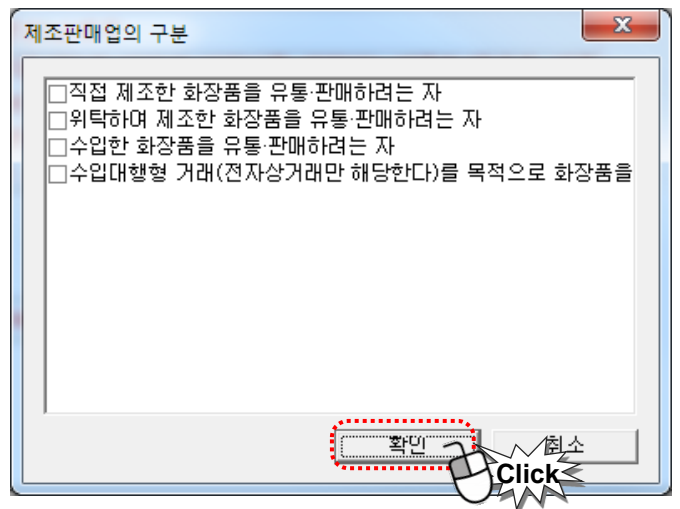 제조판매업의 구분
직접 제조한 화장품을 유통·판매하려는 자
위탁하여 제조한 화장품을 유통·판매하려는 자
수입한 화장품을 유통·판매하려는 자
수입대행형 거래(전자상거래만 해당한다)를 목적으로 화장품을
확인
취소
Click